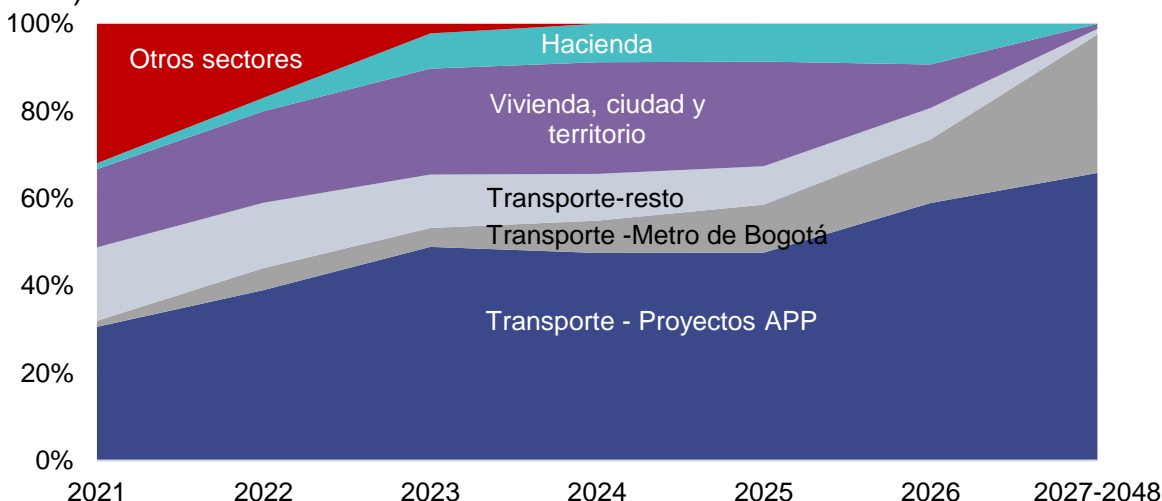 )
100%
Otros sectores
Hacienda
80%
Vivienda, ciudad y
territorio
60%
Transporte-resto
Transporte -Metro de Bogotá
40%
Transporte - Proyectos APP
20%
0%
2021 2022 2023 2024 2025 2026 2027-2048